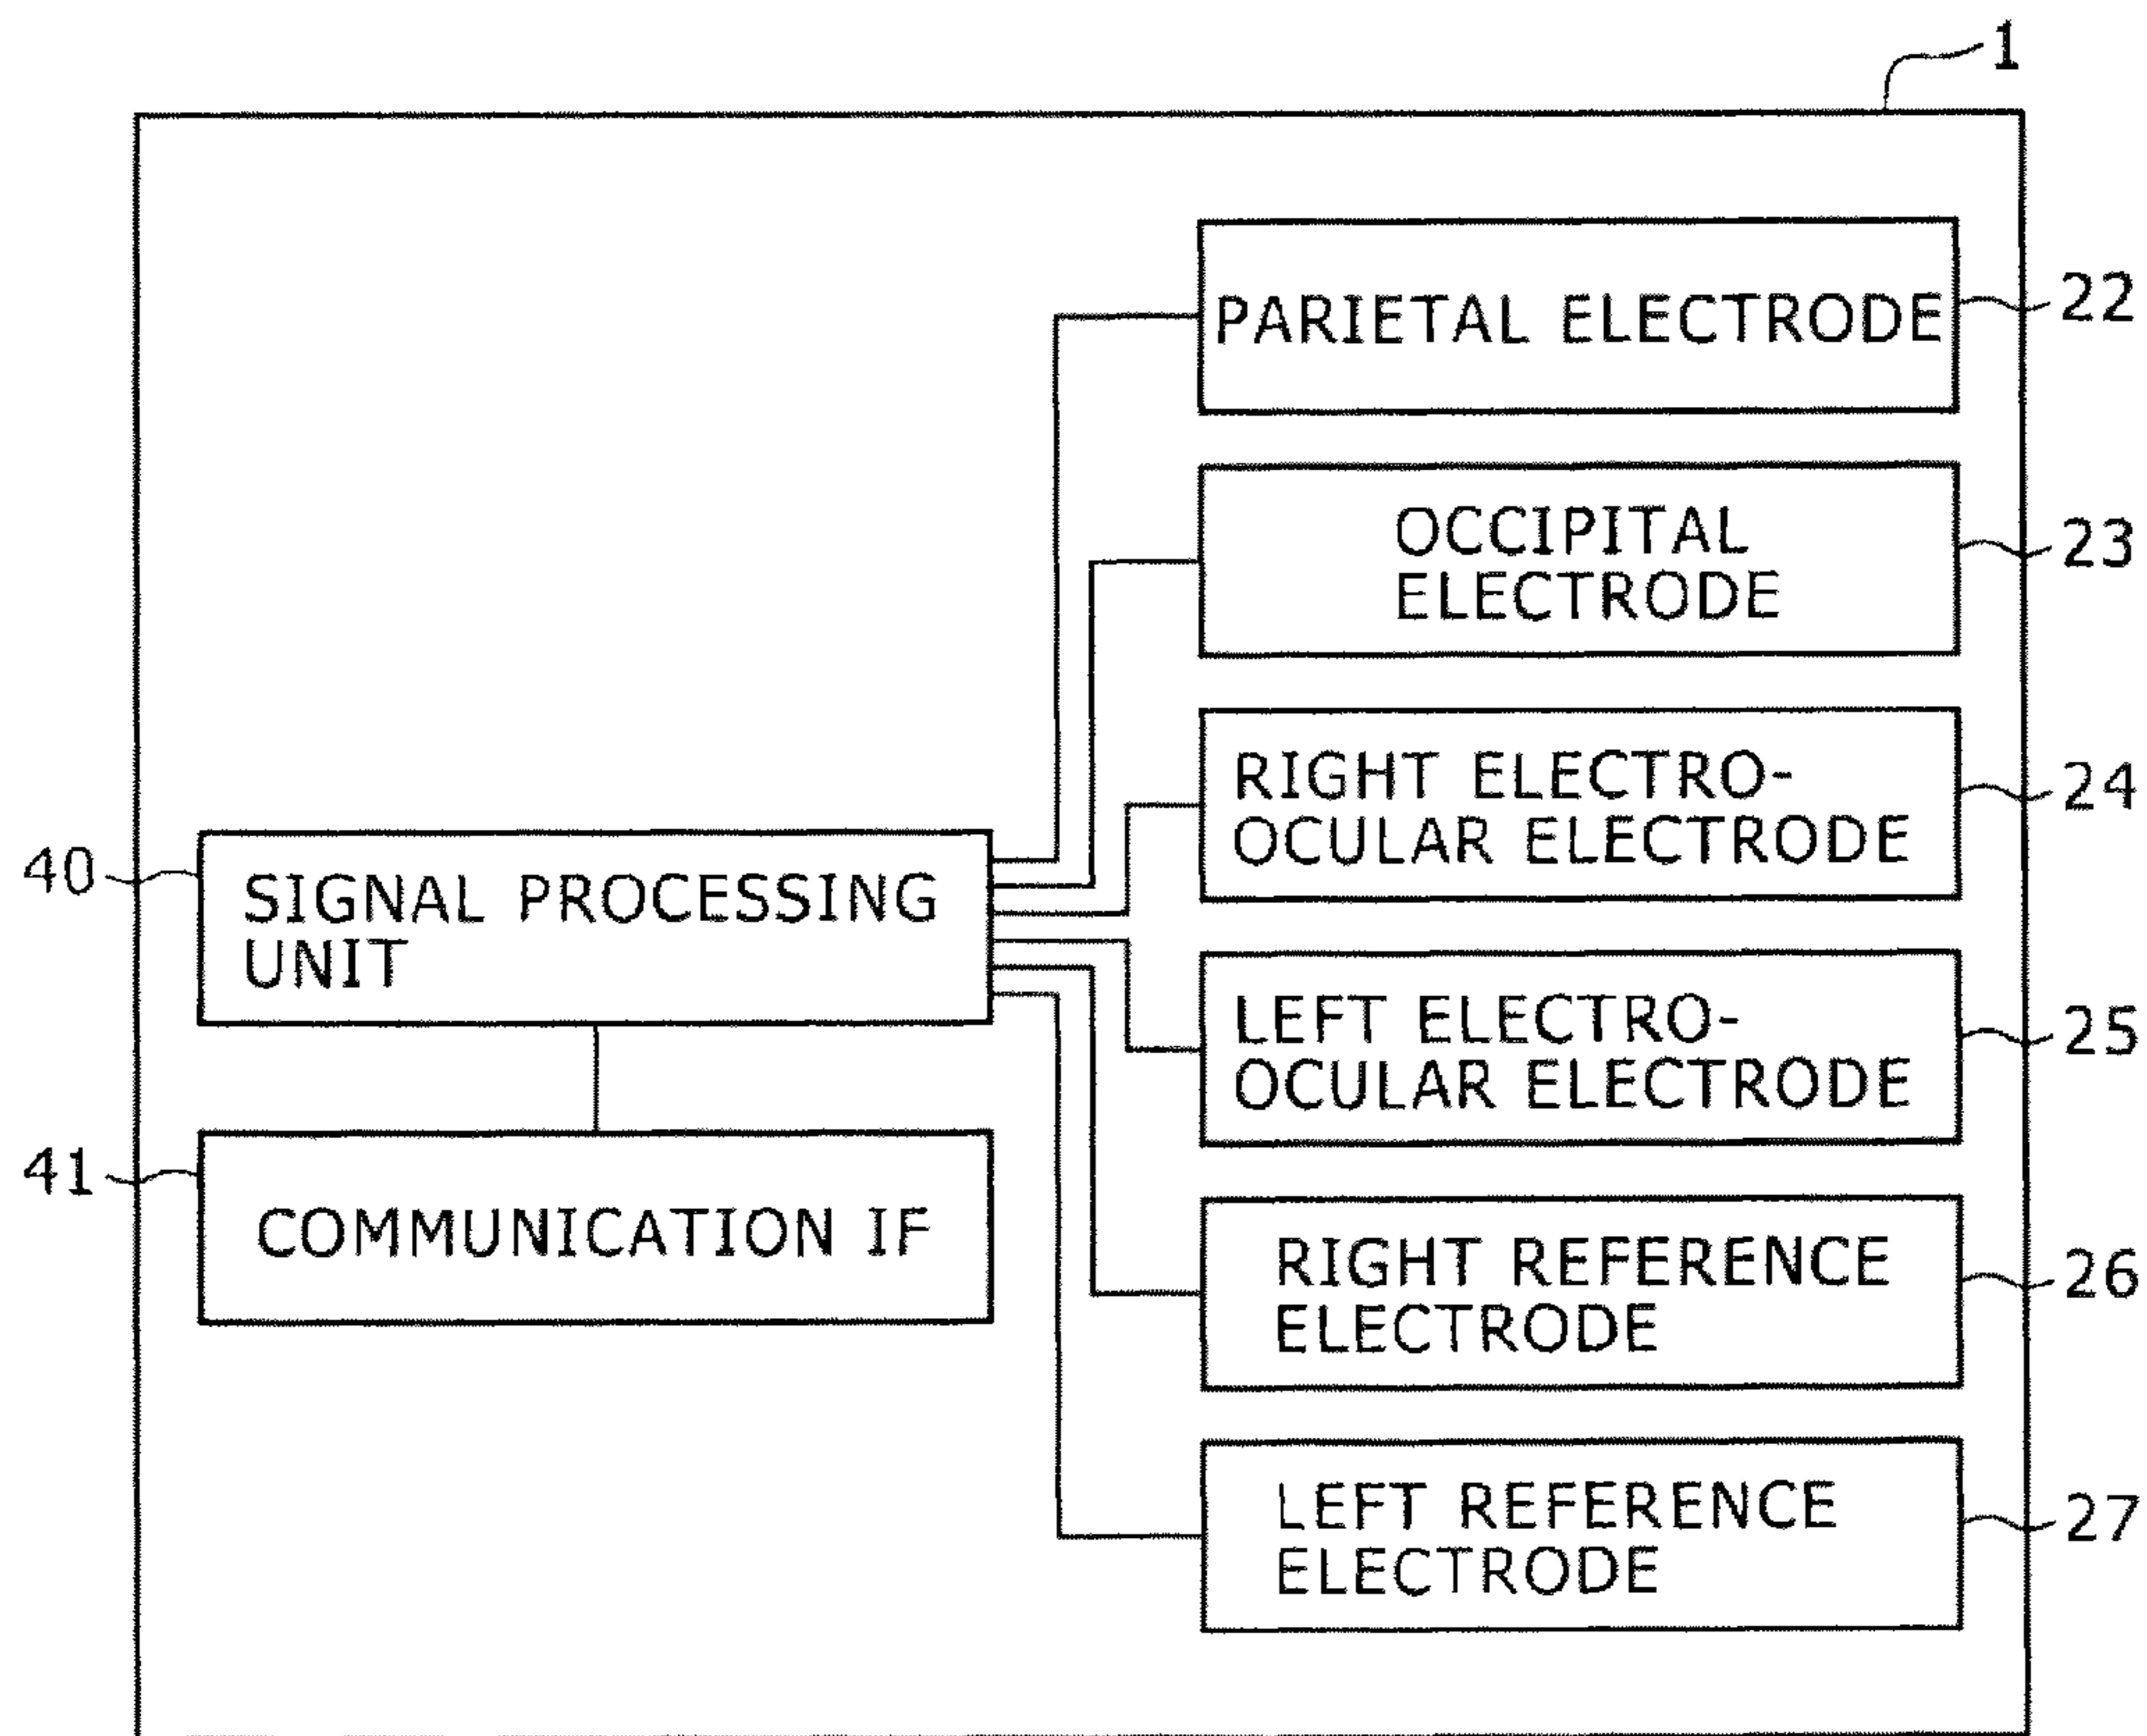 1
PARIETAL ELECTRODE
22
OCCIPITAL
ELECTRODE
23
RIGHT ELECTRO-
OCULAR ELECTRODE
24
40
SIGNAL PROCESSING
UNIT
LEFT ELECTRO-
OCULAR ELECTRODE
25
41
COMMUNICATION IF
RIGHT REFERENCE
ELECTRODE
26
LEFT REFERENCE
ELECTRODE
27